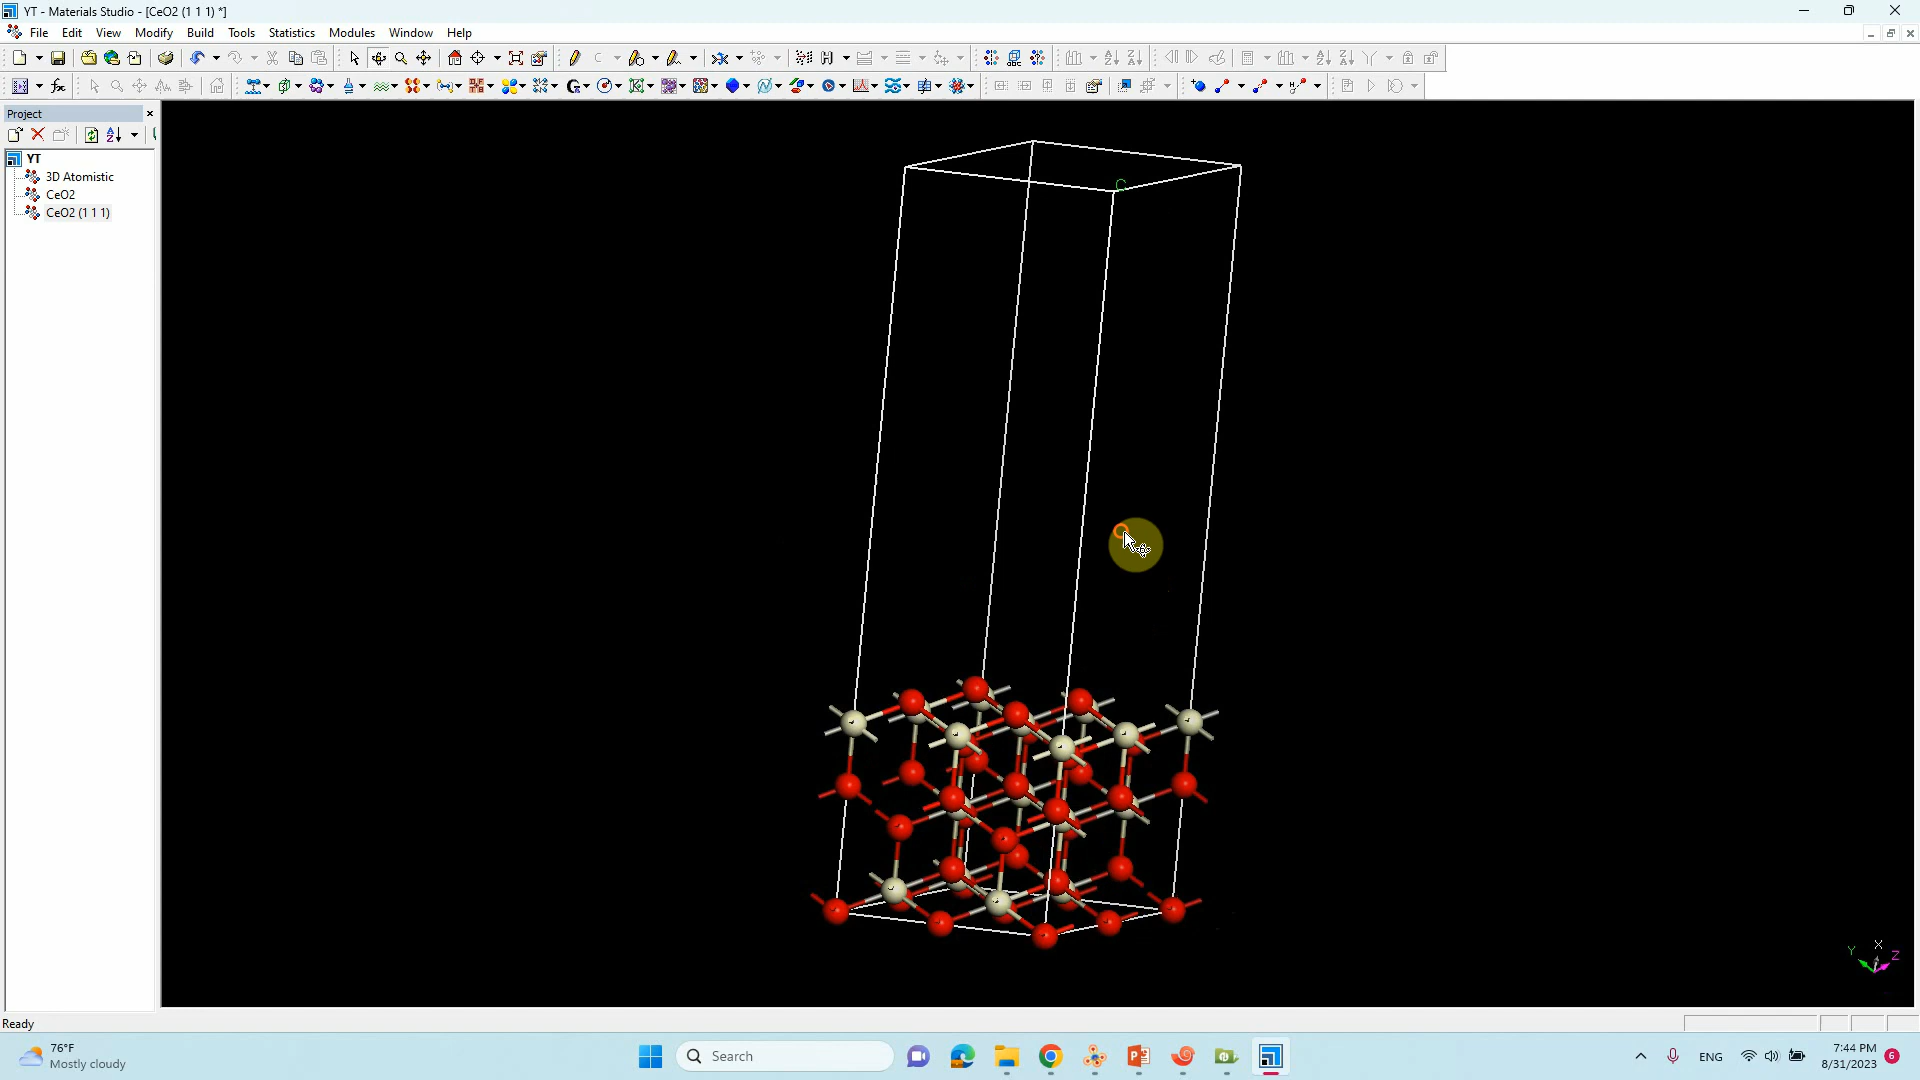 YT - Materials Studio - [CeO2 (1 1 1) *]
File Edit View Modify Build Tools Statistics Modules Window Help
Project
YT
3D Atomistic
CeO2
CeO2 (1 1 1)
C
X
Y
Z
Ready
76°F
Mostly cloudy
Search
ENG
7:44 PM
8/31/2023
6